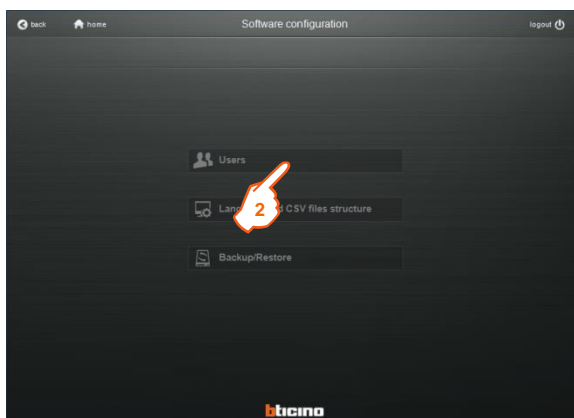 back home Software configuration logout
Users
2 d CSV files structure
Backup/Restore
bticino